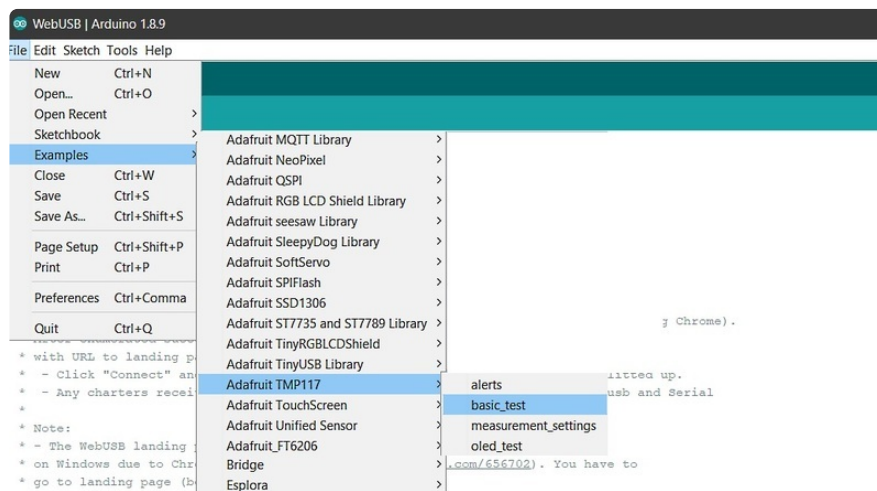 WebUSB | Arduino 1.8.9
File Edit Sketch Tools Help
New Ctrl+N
Open... Ctrl+O
Open Recent >
Sketchbook >
Examples >
Close Ctrl+W
Save Ctrl+S
Save As... Ctrl+Shift+S
Page Setup Ctrl+Shift+P
Print Ctrl+P
Preferences Ctrl+Comma
Quit Ctrl+Q
Adafruit MQTT Library >
Adafruit NeoPixel >
Adafruit QSPI >
Adafruit RGB LCD Shield Library >
Adafruit seesaw Library >
Adafruit SleepyDog Library >
Adafruit SoftServo >
Adafruit SPIFlash >
Adafruit SSD1306 >
Adafruit ST7735 and ST7789 Library >
Adafruit TinyRGBLCDShield >
Adafruit TinyUSB Library >
Adafruit TMP117 >
Adafruit TouchScreen >
Adafruit Unified Sensor >
Adafruit_FT6206 >
Bridge >
Esplora >
alerts
basic_test
measurement_settings
oled_test
Chrome).
* with URL to landing
* - Click "Connect" litted up.
* - Any charters usb and Serial
*
* Note:
* - The WebUSB landing
* on Windows due to .com/656702). You have to
* go to landing page